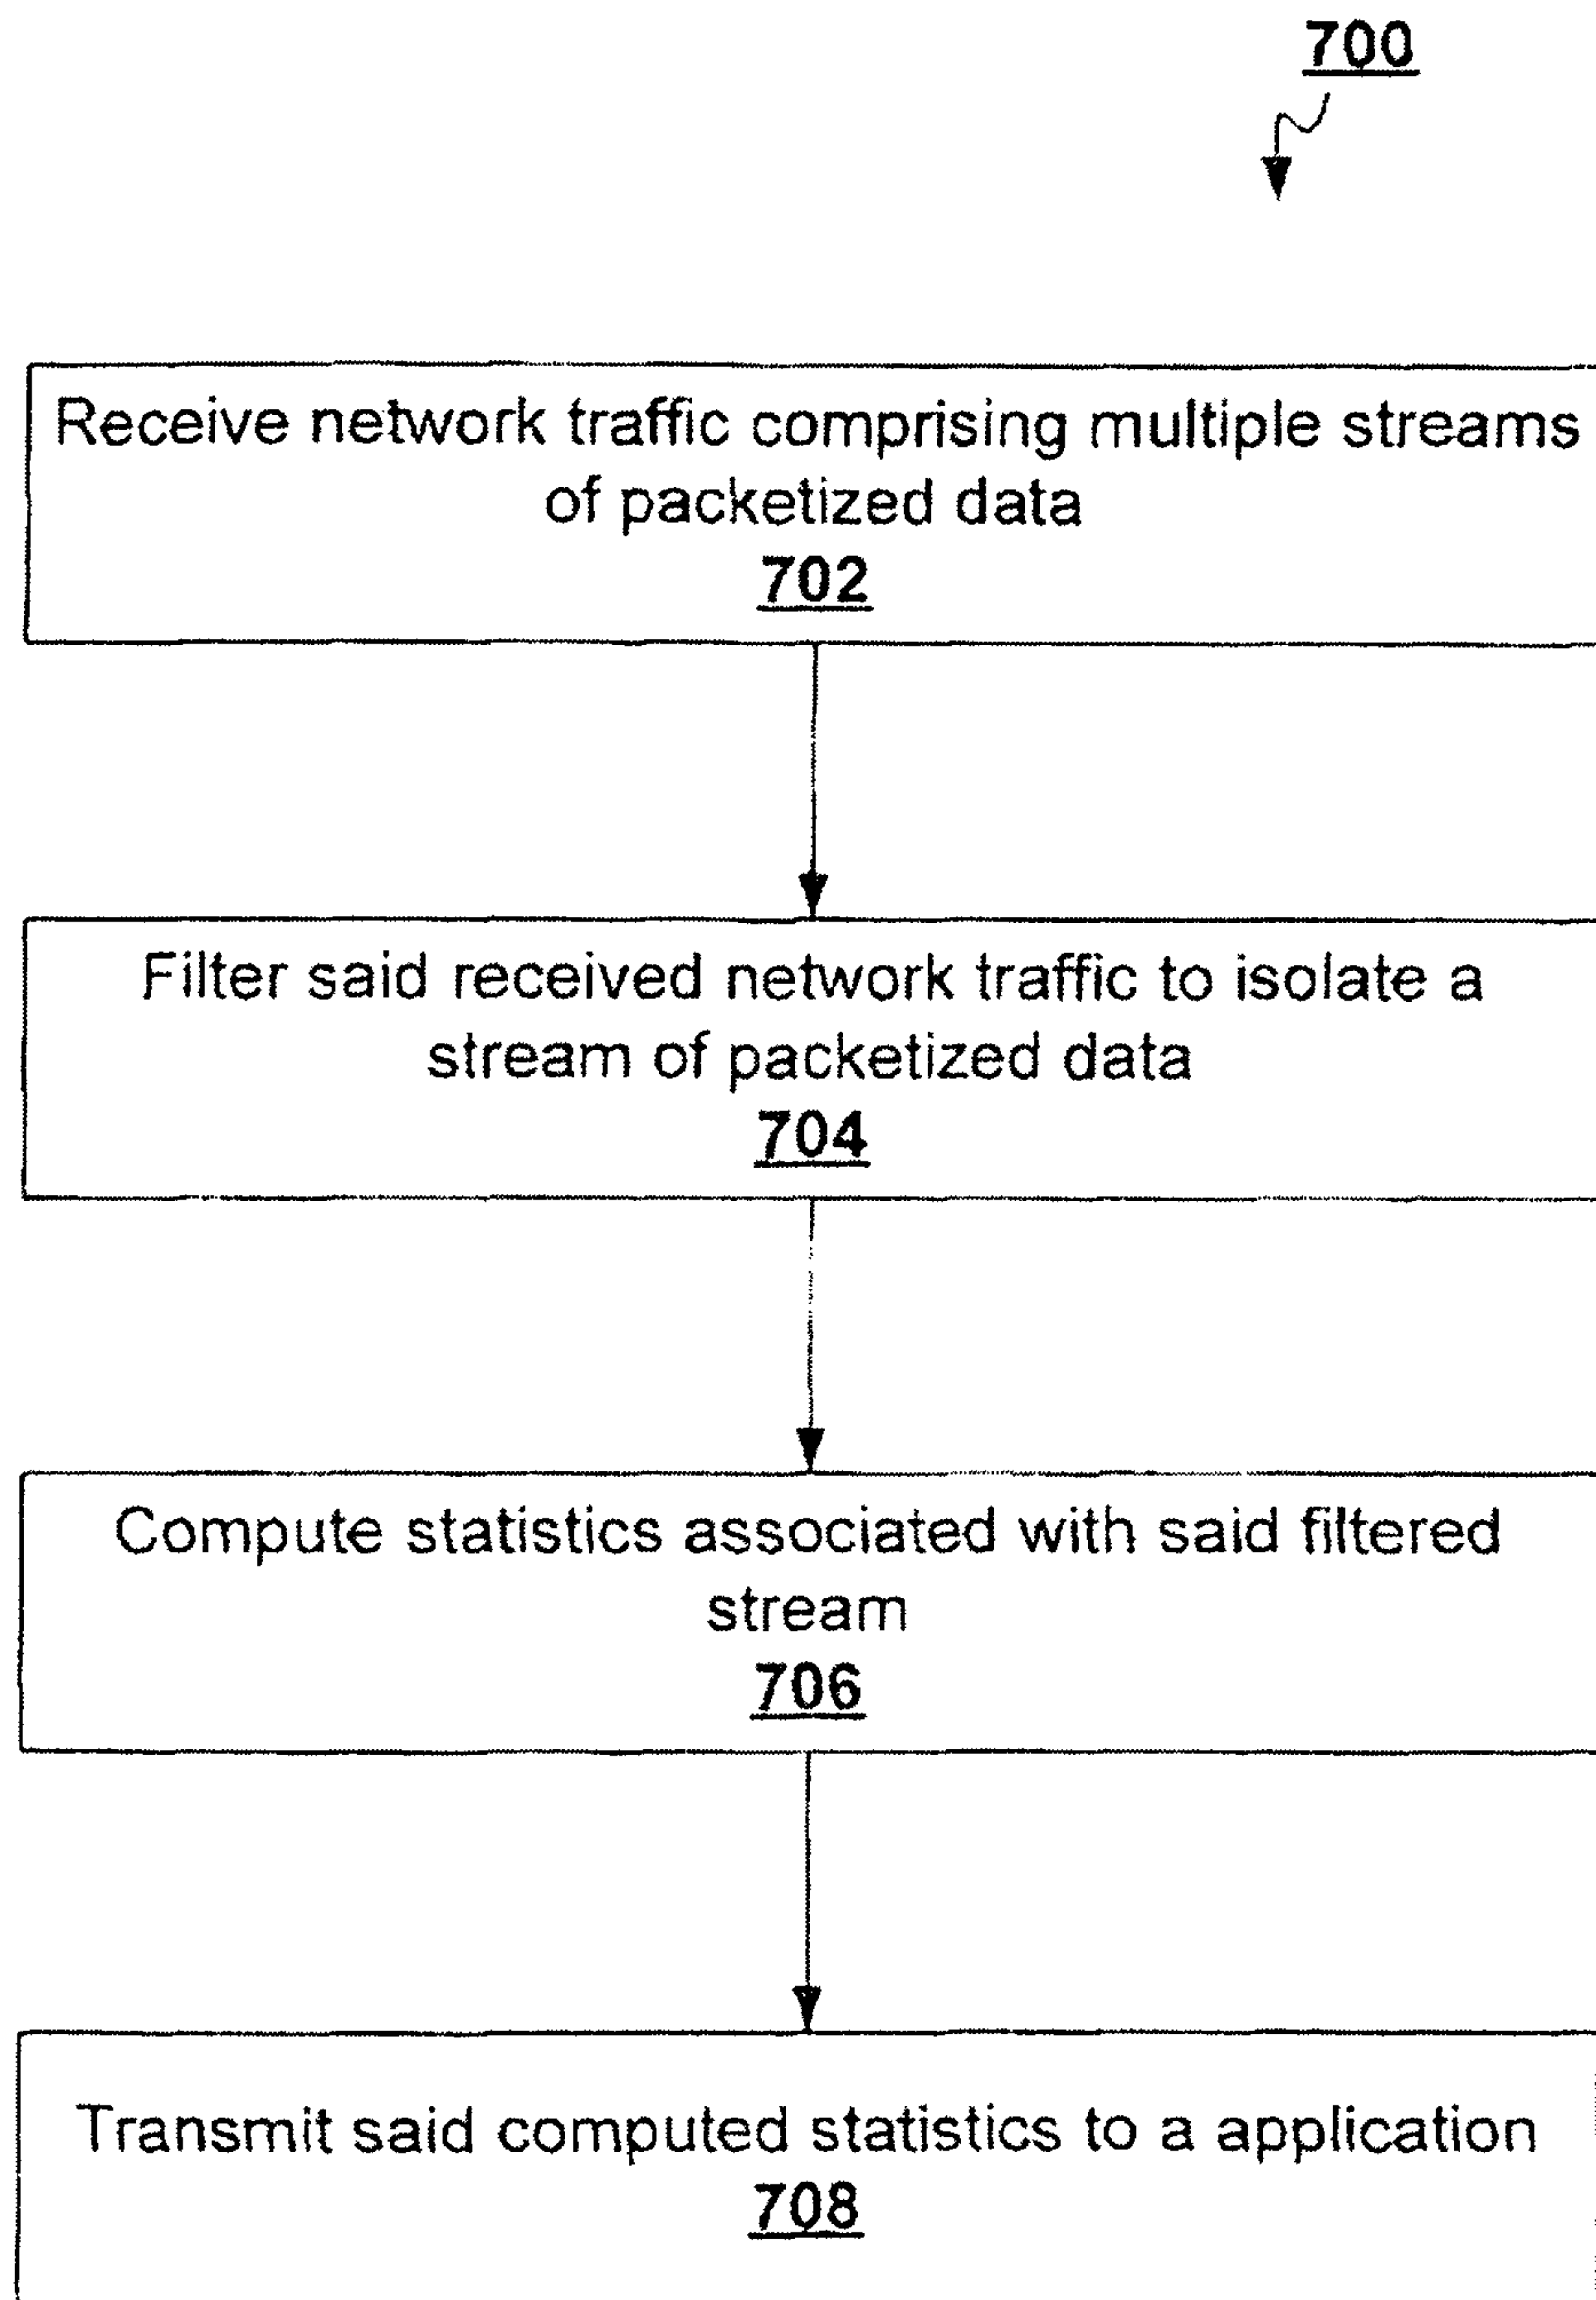 700
Receive network traffic comprising multiple streams
of packetized data
702
Filter said received network traffic to isolate a
stream of packetized data
704
Compute statistics associated with said filtered
stream
706
Transmit said computed statistics to a application
708